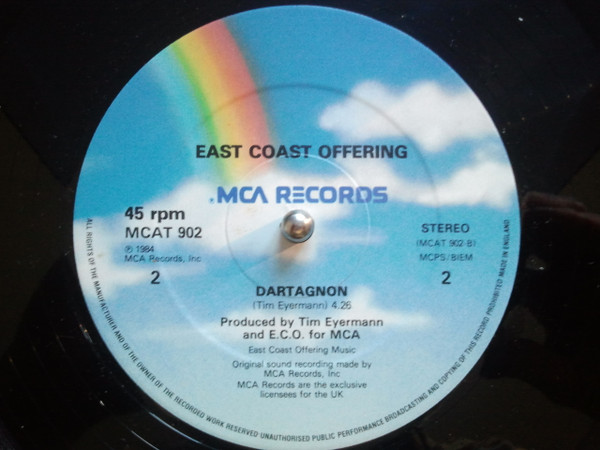 EAST COAST OFFERING
MCA RECORDS
45 rpm
MCAT 902
℗ 1984
MCA Records, Inc
2
STEREO
(MCAT 902-B)
MCPS/BIEM
2
DARTAGNON
(Tim Eyermann) 4.26
Produced by Tim Eyermann
and E.C.O. for MCA
East Coast Offering Music
Original sound recording made by
MCA Records, Inc
MCA Records are the exclusive
licensees for the UK
ALL RIGHTS OF THE MANUFACTURER AND OF THE OWNER OF THE RECORDED WORK RESERVED UNAUTHORISED PUBLIC PERFORMANCE BROADCASTING AND COPYING OF THIS RECORD PROHIBITED MADE IN ENGLAND